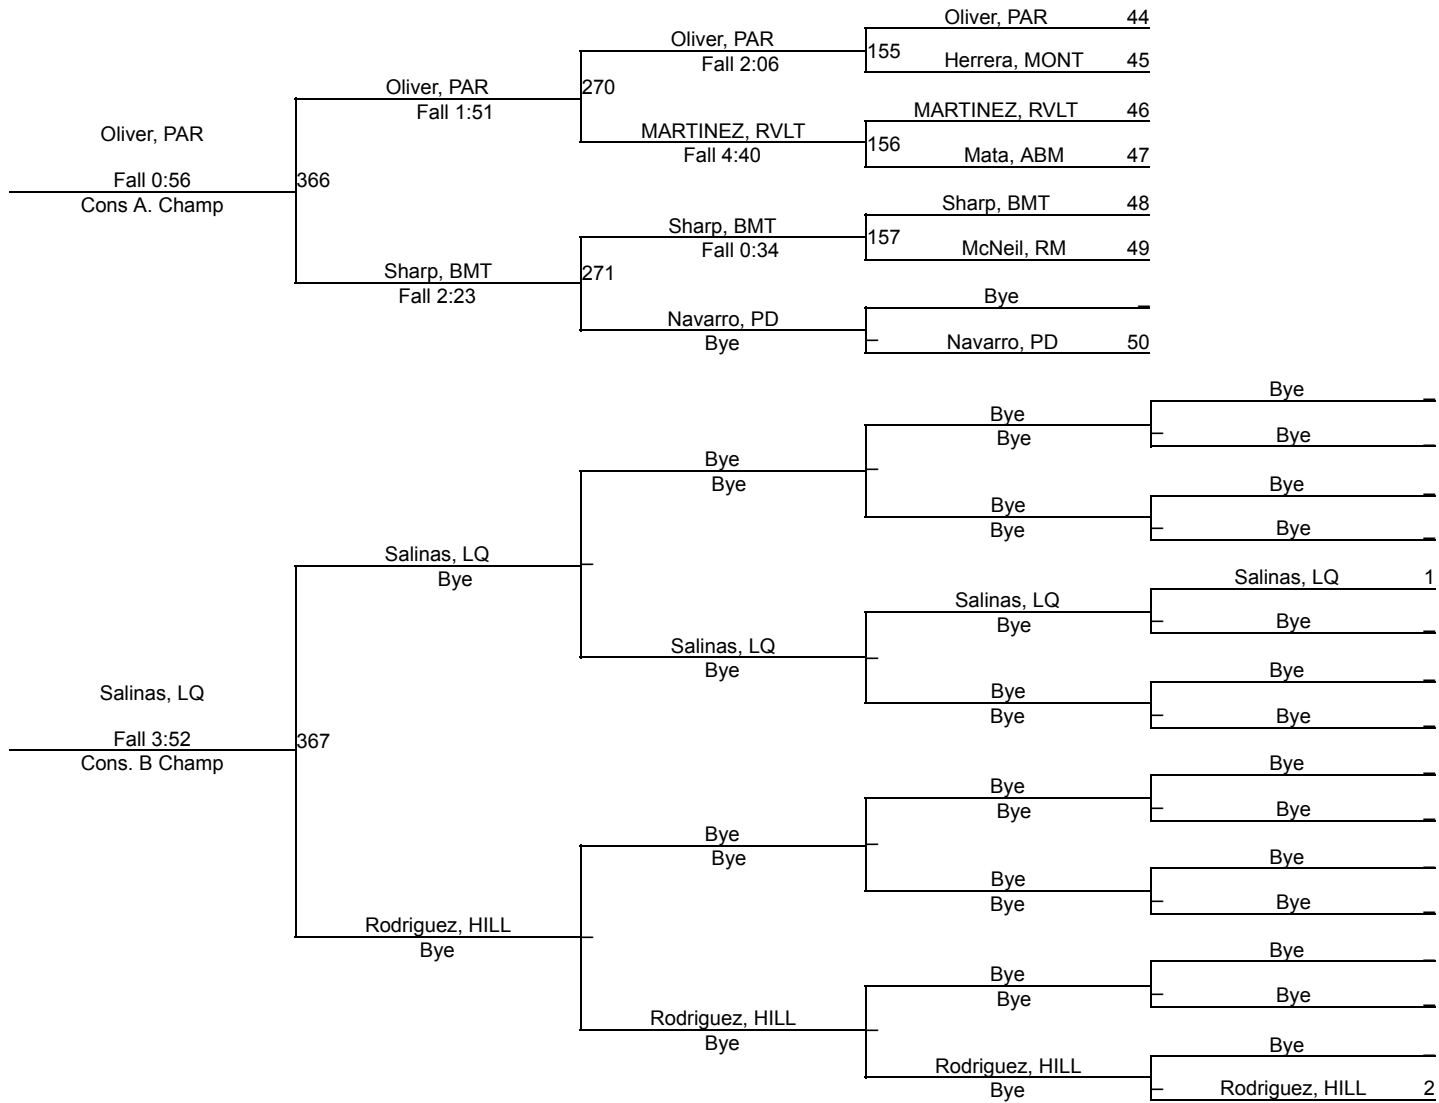 Oliver, PAR 44
Oliver, PAR
155
Fall 2:06
Herrera, MONT 45
Oliver, PAR
270
Fall 1:51
MARTINEZ, RVLT 46
Oliver, PAR
MARTINEZ, RVLT
156
Fall 4:40
Mata, ABM 47
Fall 0:56
366
Cons A. Champ
Sharp, BMT 48
Sharp, BMT
157
Fall 0:34
McNeil, RM 49
Sharp, BMT
271
Fall 2:23
Bye _
Navarro, PD
Bye
_
Navarro, PD 50
Bye _
Bye
_
Bye
Bye _
Bye
_
Bye
Bye _
Bye
_
Bye
Bye _
Salinas, LQ
_
Bye
Salinas, LQ 1
Salinas, LQ
_
Bye
Bye _
Salinas, LQ
_
Bye
Bye _
Bye
_
Bye
Bye _
Salinas, LQ
Fall 3:52
367
Cons. B Champ
Bye _
Bye
_
Bye
Bye _
Bye
_
Bye
Bye _
Bye
_
Bye
Bye _
Rodriguez, HILL
_
Bye
Bye _
Bye
_
Bye
Bye _
Rodriguez, HILL
_
Bye
Bye _
Rodriguez, HILL
_
Bye
Rodriguez, HILL 2